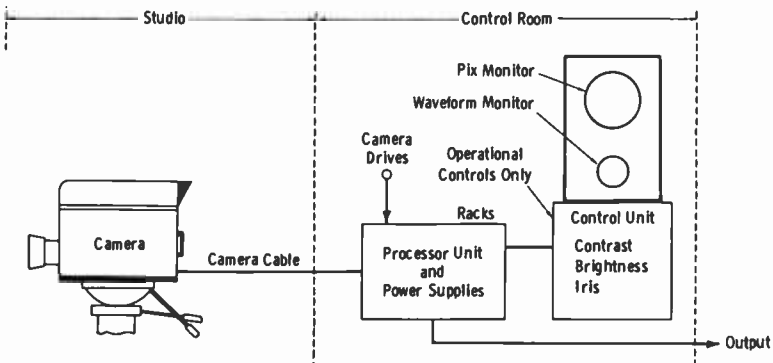 Studio
Control Room
Pix Monitor
Waveform Monitor
Camera
Drives
Operational
Controls Only
Racks
Control Unit
Contrast
Brightness
Iris
Camera
Camera Cable
Processor Unit
and
Power Supplies
Output